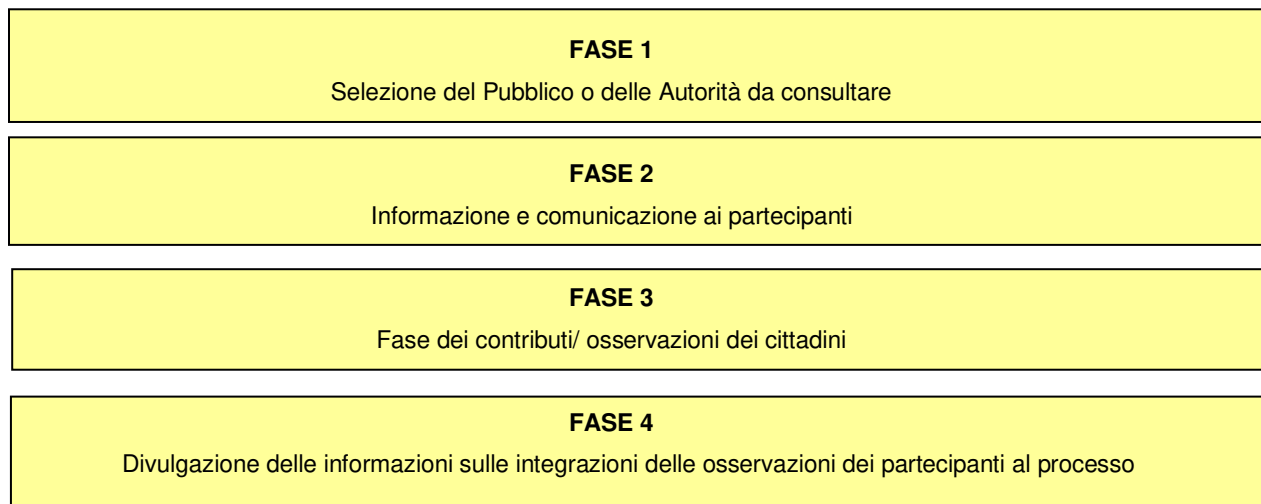 FASE 1
Selezione del Pubblico o delle Autorità da consultare
FASE 2
Informazione e comunicazione ai partecipanti
FASE 3
Fase dei contributi/ osservazioni dei cittadini
FASE 4
Divulgazione delle informazioni sulle integrazioni delle osservazioni dei partecipanti al processo